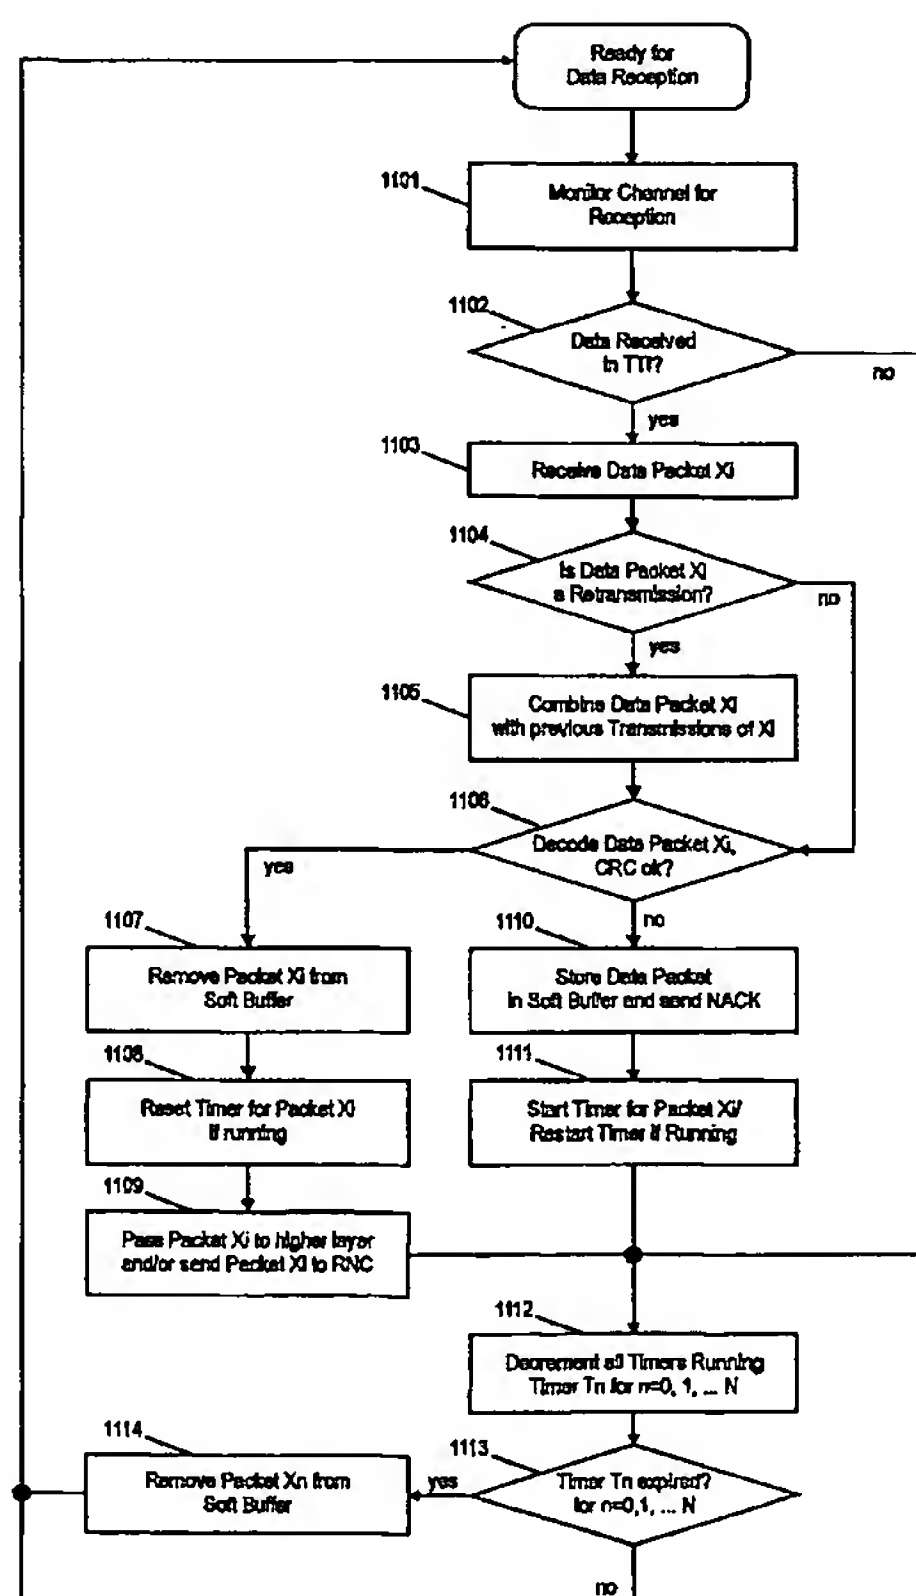 Ready for
Data Reception
1101
Monitor Channel for
Reception
1102
Data Received
in TTI?
no
yes
1103
Receive Data Packet Xi
1104
Is Data Packet Xi
a Retransmission?
no
yes
1105
Combine Data Packet Xi
with previous Transmissions of Xi
1106
Decode Data Packet Xi,
CRC ok?
yes
no
1107
Remove Packet Xi from
Soft Buffer
1110
Store Data Packet
in Soft Buffer and send NACK
1108
Reset Timer for Packet Xi
if running
1111
Start Timer for Packet Xi/
Restart Timer if Running
1109
Pass Packet Xi to higher layer
and/or send Packet Xi to RNC
1112
Decrement all Timers Running
Timer Tn for n=0, 1, ... N
1114
Remove Packet Xn from
Soft Buffer
yes
1113
Timer Tn expired?
for n=0,1, ... N
no